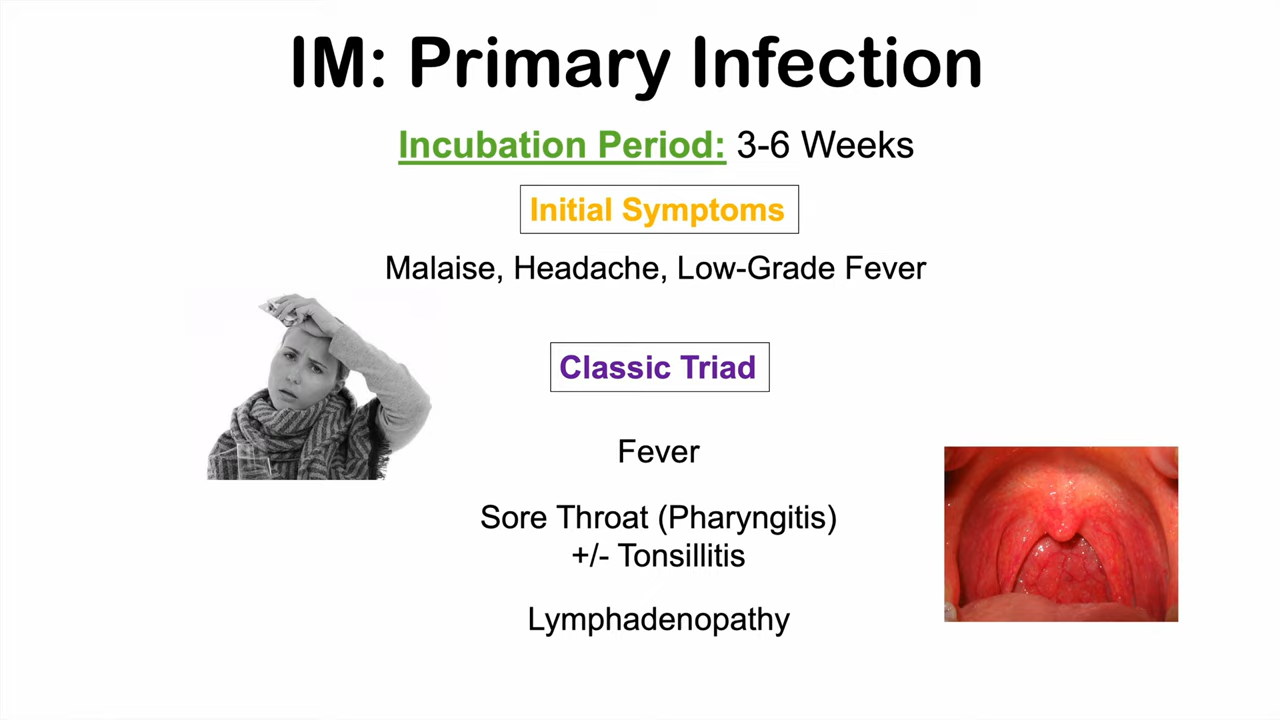 IM: Primary Infection
Incubation Period: 3-6 Weeks
Initial Symptoms
Malaise, Headache, Low-Grade Fever
Classic Triad
Fever
Sore Throat (Pharyngitis)
+/- Tonsillitis
Lymphadenopathy